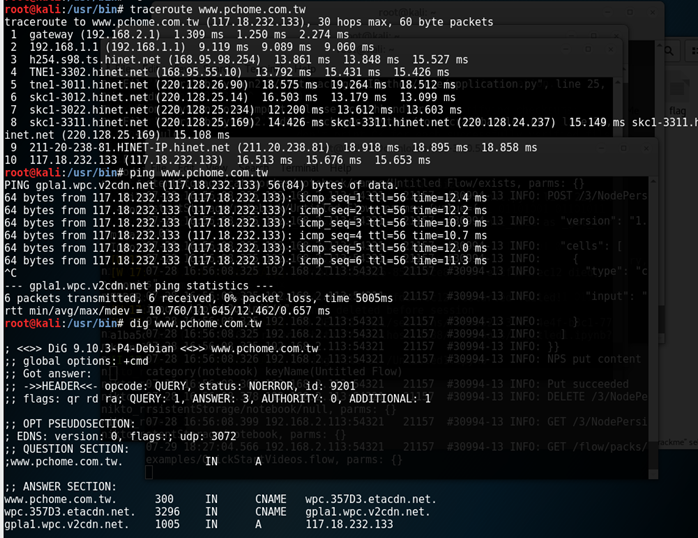 root@kali:/usr/bin# traceroute www.pchome.com.tw
traceroute to www.pchome.com.tw (117.18.232.133), 30 hops max, 60 byte packets
 1  gateway (192.168.2.1)  1.309 ms  1.250 ms  2.274 ms
 2  192.168.1.1 (192.168.1.1)  9.119 ms  9.089 ms  9.060 ms
 3  h254.s98.ts.hinet.net (168.95.98.254)  13.861 ms  13.848 ms  15.527 ms
 4  TNE1-3302.hinet.net (168.95.55.10)  13.792 ms  15.431 ms  15.426 ms
 5  tne1-3011.hinet.net (220.128.26.90)  18.575 ms  19.264 ms  18.512 ms
 6  skc1-3012.hinet.net (220.128.25.14)  16.503 ms  13.179 ms  13.099 ms
 7  skc1-3022.hinet.net (220.128.25.234)  12.200 ms  13.612 ms  13.603 ms
 8  skc1-3311.hinet.net (220.128.25.169)  14.426 ms skc1-3311.hinet.net (220.128.24.237)  15.149 ms skc1-3311.h
inet.net (220.128.25.169)  15.108 ms
 9  211-20-238-81.HINET-IP.hinet.net (211.20.238.81)  18.918 ms  18.895 ms  18.858 ms
10  117.18.232.133 (117.18.232.133)  16.513 ms  15.676 ms  15.653 ms
root@kali:/usr/bin# ping www.pchome.com.tw
PING gpla1.wpc.v2cdn.net (117.18.232.133) 56(84) bytes of data.
64 bytes from 117.18.232.133 (117.18.232.133): icmp_seq=1 ttl=56 time=12.4 ms
64 bytes from 117.18.232.133 (117.18.232.133): icmp_seq=2 ttl=56 time=12.2 ms
64 bytes from 117.18.232.133 (117.18.232.133): icmp_seq=3 ttl=56 time=10.9 ms
64 bytes from 117.18.232.133 (117.18.232.133): icmp_seq=4 ttl=56 time=10.7 ms
64 bytes from 117.18.232.133 (117.18.232.133): icmp_seq=5 ttl=56 time=12.0 ms
64 bytes from 117.18.232.133 (117.18.232.133): icmp_seq=6 ttl=56 time=11.3 ms
^C
--- gpla1.wpc.v2cdn.net ping statistics ---
6 packets transmitted, 6 received, 0% packet loss, time 5005ms
rtt min/avg/max/mdev = 10.760/11.645/12.462/0.657 ms
root@kali:/usr/bin# dig www.pchome.com.tw

; <<>> DiG 9.10.3-P4-Debian <<>> www.pchome.com.tw
;; global options: +cmd
;; Got answer:
;; ->>HEADER<<- opcode: QUERY, status: NOERROR, id: 9201
;; flags: qr rd ra; QUERY: 1, ANSWER: 3, AUTHORITY: 0, ADDITIONAL: 1

;; OPT PSEUDOSECTION:
; EDNS: version: 0, flags:; udp: 3072
;; QUESTION SECTION:
;www.pchome.com.tw.		IN	A

;; ANSWER SECTION:
www.pchome.com.tw.	300	IN	CNAME	wpc.357D3.etacdn.net.
wpc.357D3.etacdn.net.	3296	IN	CNAME	gpla1.wpc.v2cdn.net.
gpla1.wpc.v2cdn.net.	1005	IN	A	117.18.232.133